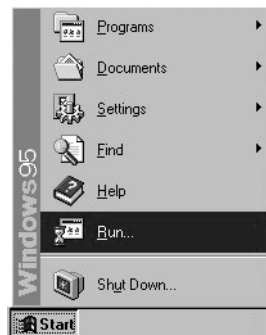 Programs
Documents
Settings
Find
Help
Run...
Shut Down...
Windows95
Start